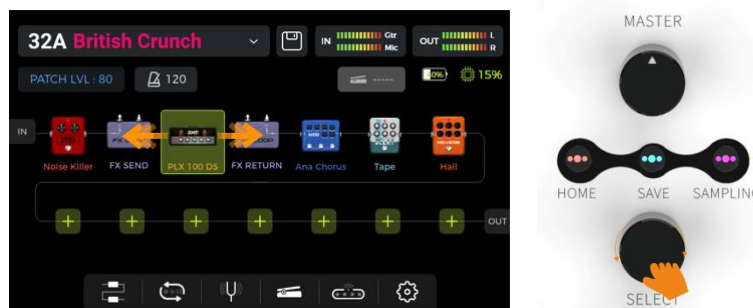 32A British Crunch
IN
Gtr
Mic
OUT
L
R
PATCH LVL : 80
120
-----
15%
IN
Noise Killer
FX SEND
PLX 100 DS
FX RETURN
Ana Chorus
Tape
Hall
+ + + + + + +
OUT
MASTER
HOME
SAVE
SAMPLING
SELECT